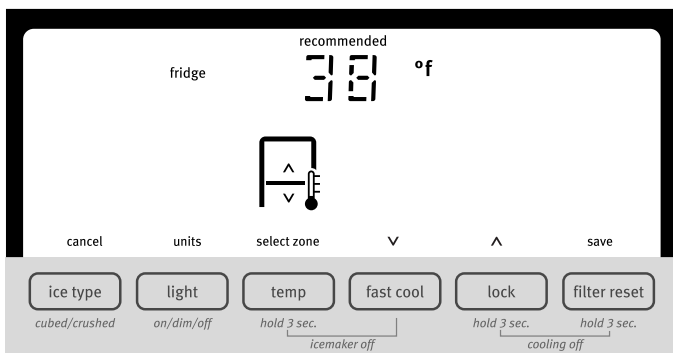 recommended
fridge 38 °f
cancel units select zone ∨ ∧ save
ice type light temp fast cool lock filter reset
cubed/crushed on/dim/off hold 3 sec. hold 3 sec. hold 3 sec.
icemaker off cooling off